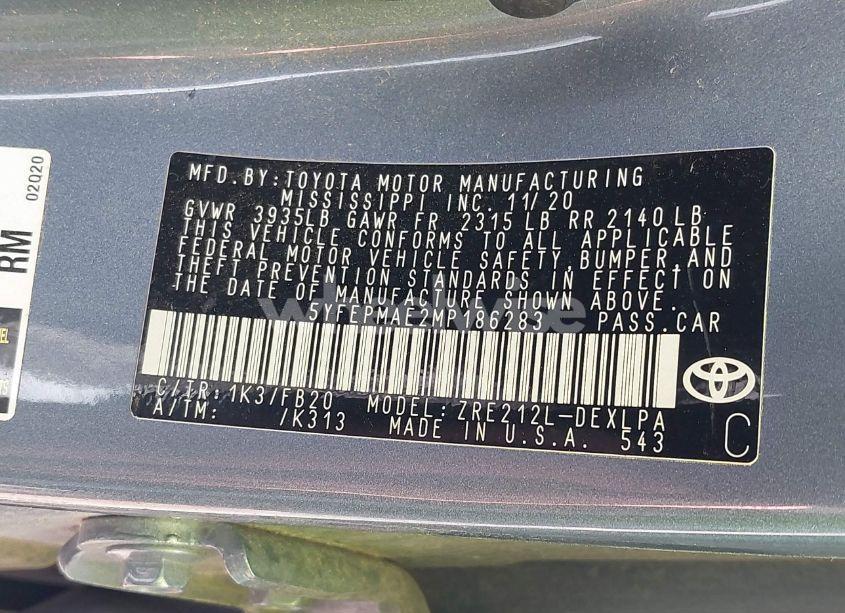 MFD. BY: TOYOTA MOTOR MANUFACTURING
MISSISSIPPI INC. 11/20
GVWR 3935LB GAWR FR 2315 LB RR 2140 LB
THIS VEHICLE CONFORMS TO ALL APPLICABLE
FEDERAL MOTOR VEHICLE SAFETY, BUMPER, AND
THEFT PREVENTION STANDARDS IN EFFECT ON
THE DATE OF MANUFACTURE SHOWN ABOVE.
5YFEPMAE2MP186283 PASS. CAR
C/TR: 1K3/FB20 MODEL: ZRE212L-DEXLPA
A/TM: /K313 MADE IN U.S.A. 543
C
RM
02Q20